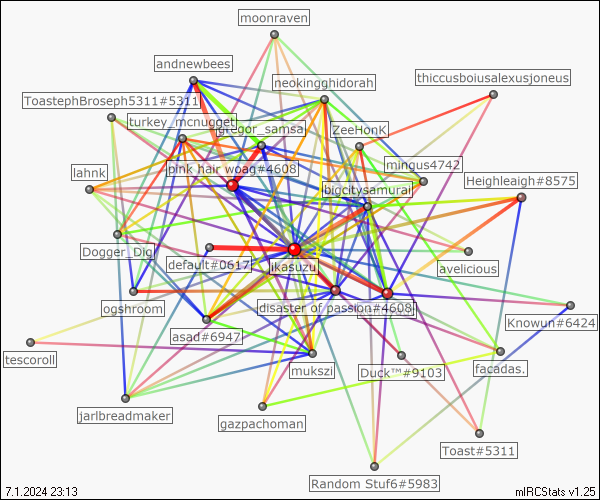 moonraven
andnewbees
neokingghidorah
thiccusboiusalexusjoneus
ToastephBroseph5311#5311
turkey_mcnugget
gregor_samsa
ZeeHonK
mingus4742
lahnk
pink hair woag#4608
bigcitysamurai
Heighleaigh#8575
Dogger_Dig
default#0617
ikasuzu
avelicious
ogshroom
disaster of passion#4608
Knowun#6424
asad#6947
tescoroll
mukszi
Duck™#9103
facadas.
jarlbreadmaker
gazpachoman
Toast#5311
Random Stuf6#5983
7.1.2024 23:13
mIRCStats v1.25